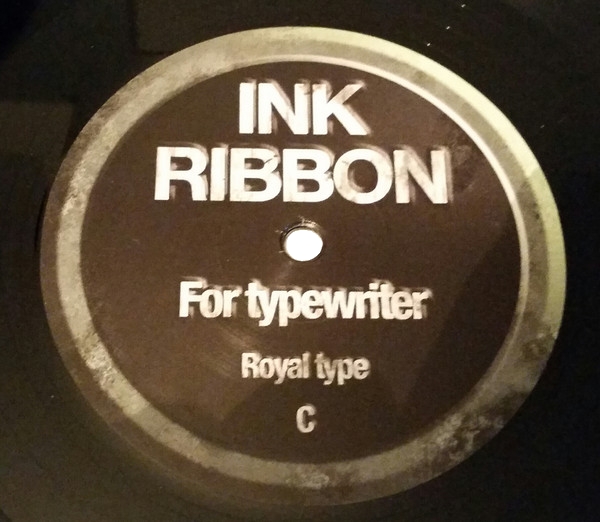 INK
RIBBON
For typewriter
Royal type
C